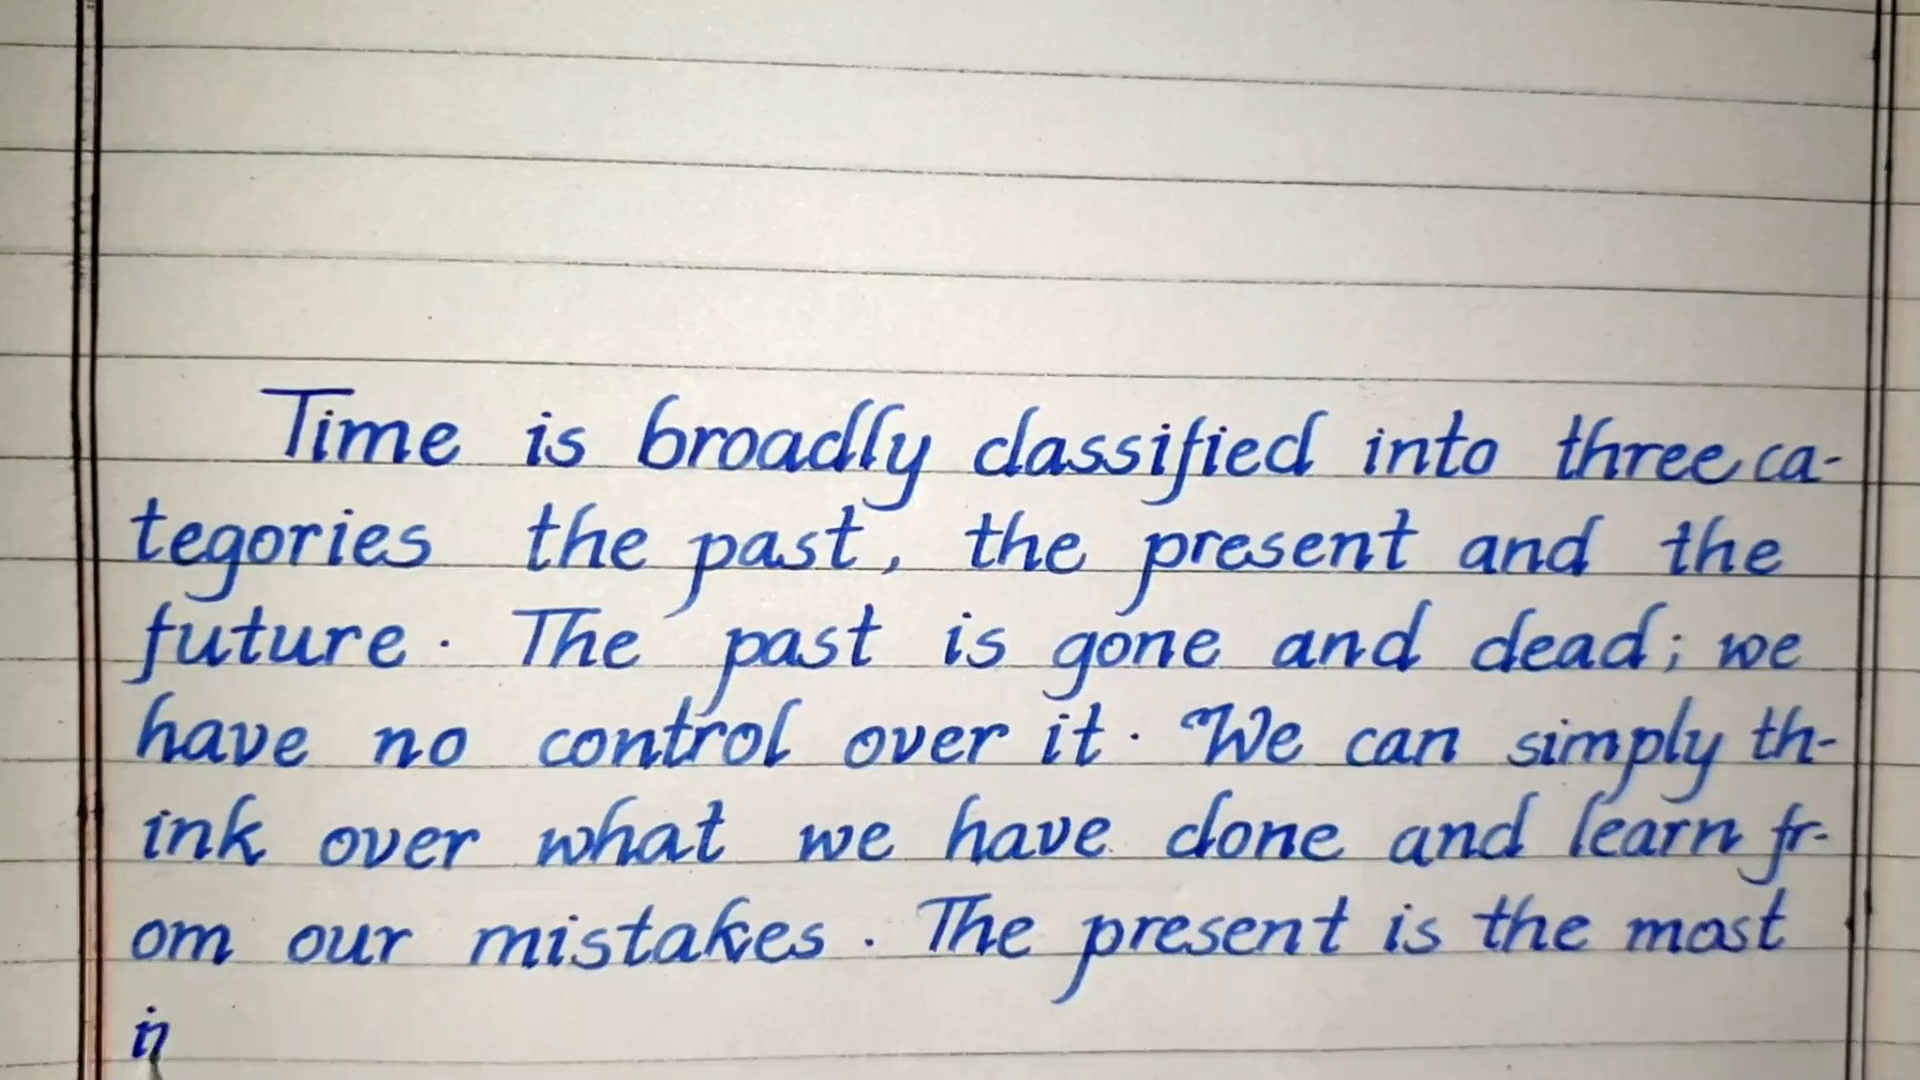 Time is broadly classified into three ca-
tegories the past, the present and the
future. The past is gone and dead; we
have no control over it. We can simply th-
ink over what we have done and learn fr-
om our mistakes. The present is the most